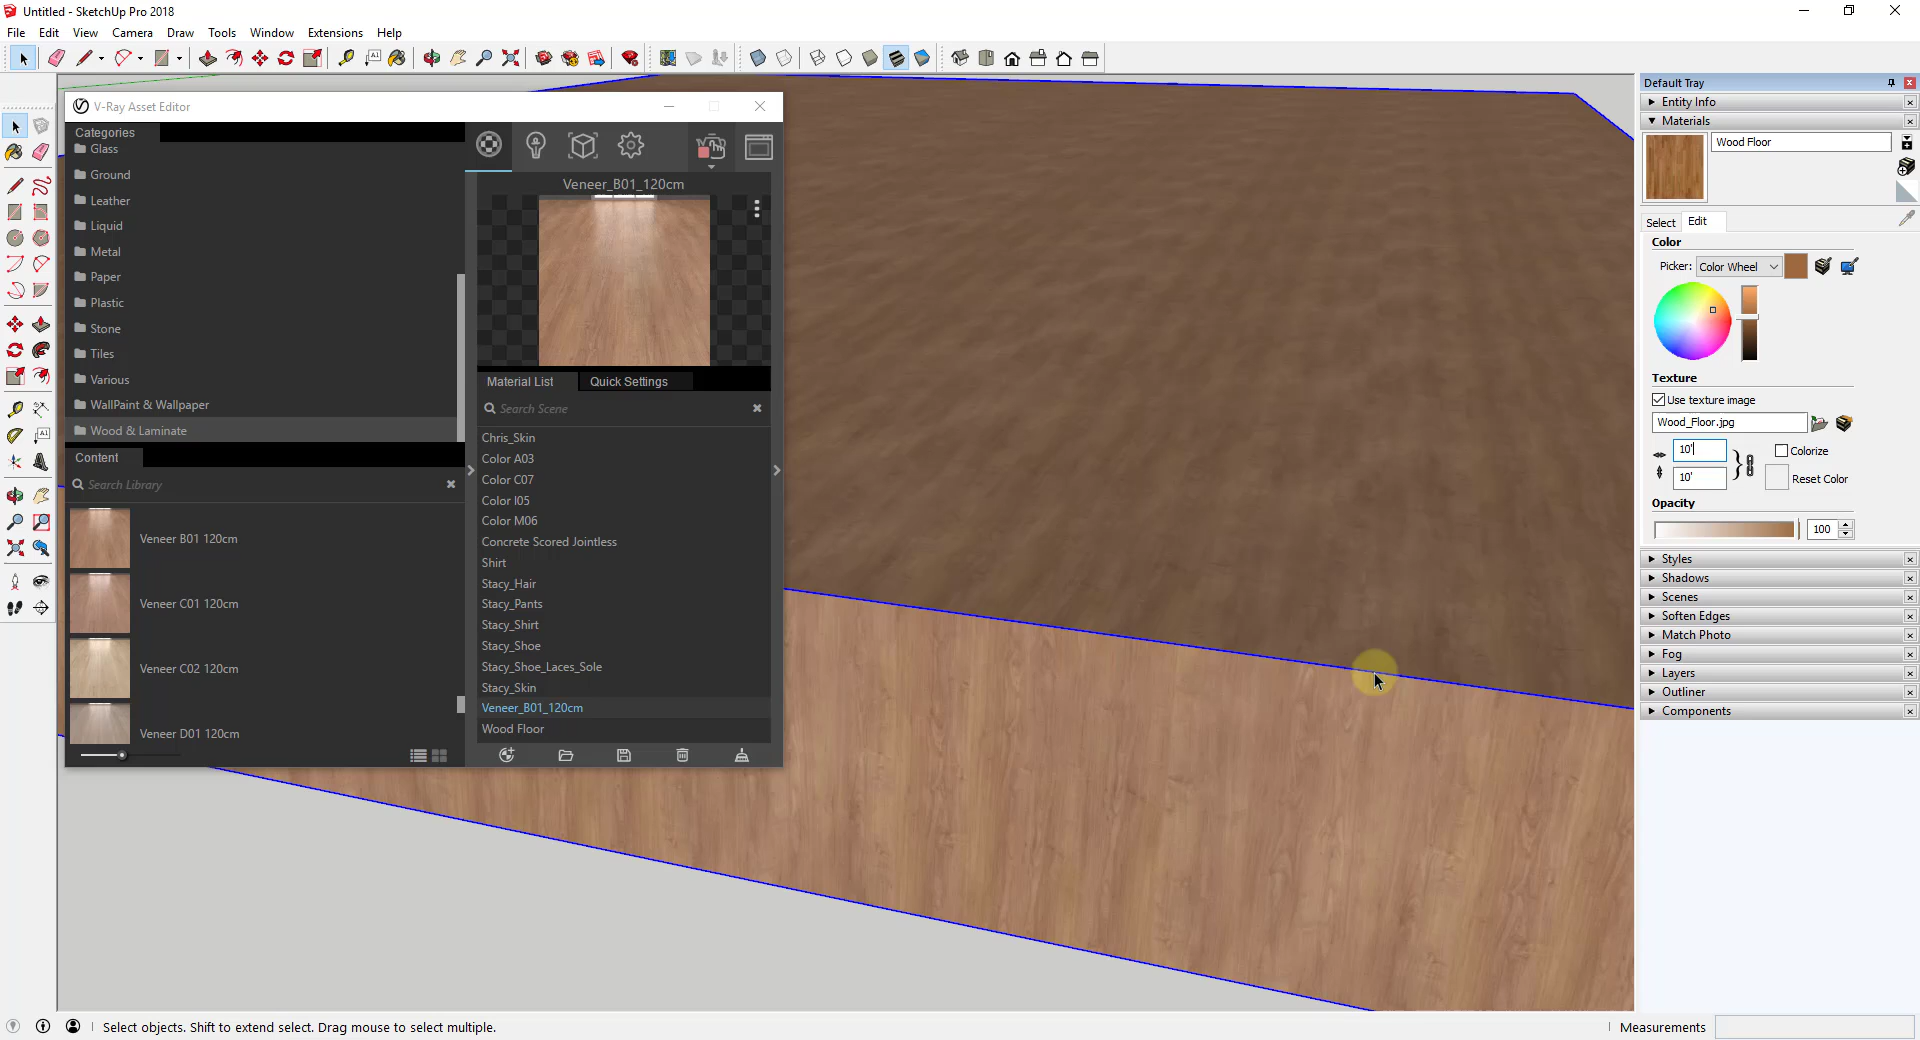 Untitled - SketchUp Pro 2018
File Edit View Camera Draw Tools Window Extensions Help
V-Ray Asset Editor
Categories
Glass
Ground
Leather
Liquid
Metal
Paper
Plastic
Stone
Tiles
Various
WallPaint & Wallpaper
Wood & Laminate
Content
Search Library
Veneer B01 120cm
Veneer C01 120cm
Veneer C02 120cm
Veneer D01 120cm
Veneer_B01_120cm
Material List Quick Settings
Search Scene
Chris_Skin
Color A03
Color C07
Color I05
Color M06
Concrete Scored Jointless
Shirt
Stacy_Hair
Stacy_Pants
Stacy_Shirt
Stacy_Shoe
Stacy_Shoe_Laces_Sole
Stacy_Skin
Veneer_B01_120cm
Wood Floor
Default Tray
Entity Info
Materials
Wood Floor
Select Edit
Color
Picker: Color Wheel
Texture
Use texture image
Wood_Floor.jpg
10' Colorize
10' Reset Color
Opacity
100
Styles
Shadows
Scenes
Soften Edges
Match Photo
Fog
Layers
Outliner
Components
Select objects. Shift to extend select. Drag mouse to select multiple.
Measurements